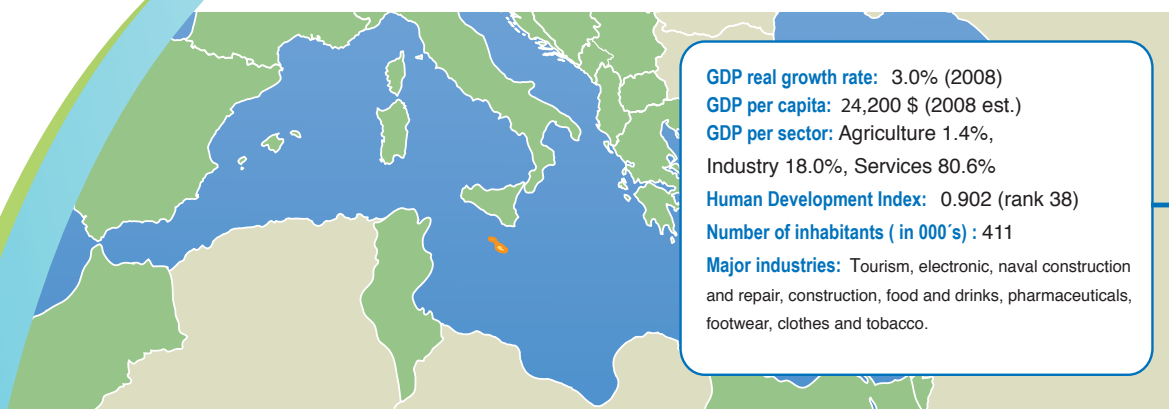 GDP real growth rate: 3.0% (2008)
GDP per capita: 24,200 $ (2008 est.)
GDP per sector: Agriculture 1.4%,
Industry 18.0%, Services 80.6%
Human Development Index: 0.902 (rank 38)
Number of inhabitants ( in 000´s) : 411
Major industries: Tourism, electronic, naval construction
and repair, construction, food and drinks, pharmaceuticals,
footwear, clothes and tobacco.